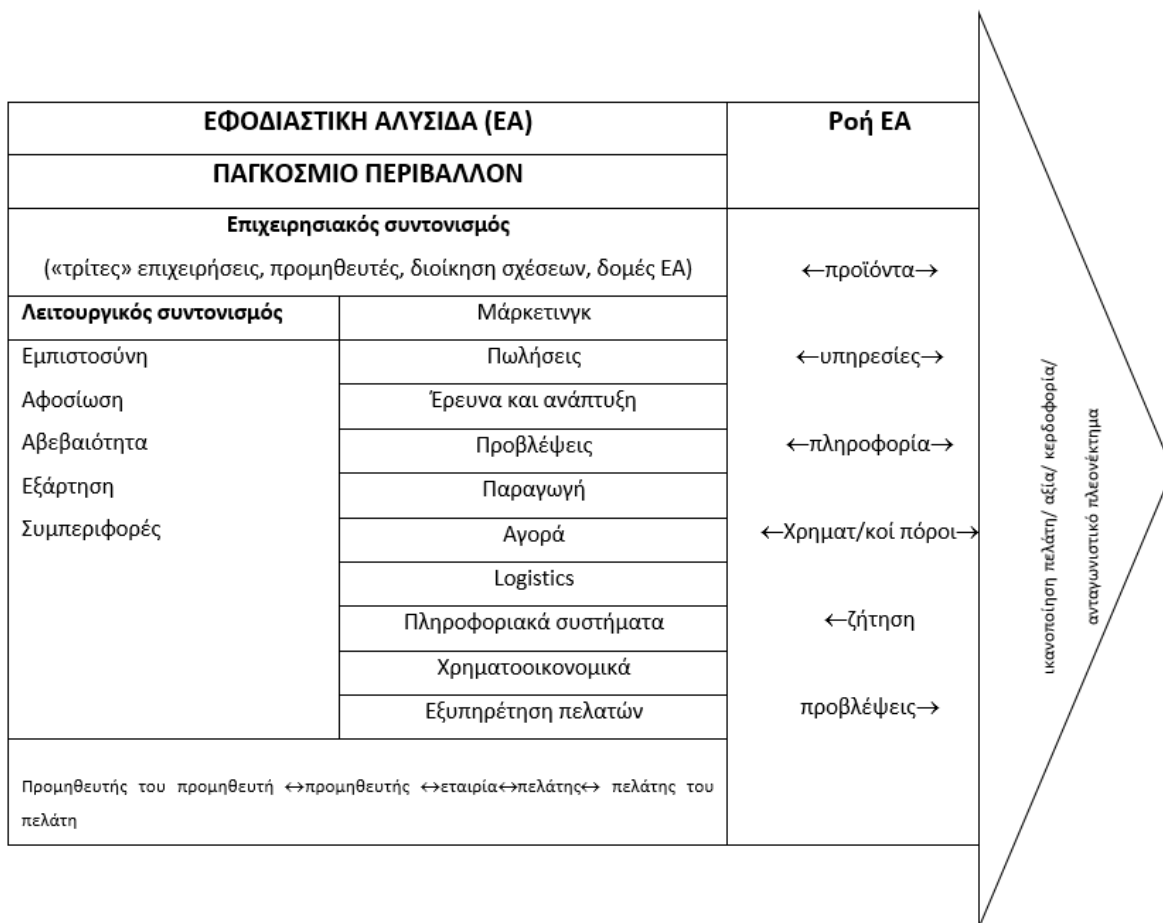 ΕΦΟΔΙΑΣΤΙΚΗ ΑΛΥΣΙΔΑ (ΕΑ)
Ροή ΕΑ
ΠΑΓΚΟΣΜΙΟ ΠΕΡΙΒΑΛΛΟΝ
Επιχειρησιακός συντονισμός
(«τρίτες» επιχειρήσεις, προμηθευτές, διοίκηση σχέσεων, δομές ΕΑ)
←προϊόντα→
Λειτουργικός συντονισμός
Μάρκετινγκ
Εμπιστοσύνη
Πωλήσεις
←υπηρεσίες→
Αφοσίωση
Έρευνα και ανάπτυξη
Αβεβαιότητα
Προβλέψεις
←πληροφορία→
Εξάρτηση
Παραγωγή
Συμπεριφορές
Αγορά
←Χρηματ/κοί πόροι→
Logistics
Πληροφοριακά συστήματα
←ζήτηση
Χρηματοοικονομικά
Εξυπηρέτηση πελατών
προβλέψεις→
Προμηθευτής του προμηθευτή ↔προμηθευτής ↔εταιρία↔πελάτης↔ πελάτης του
πελάτη
ικανοποίηση πελάτη/ αξία/ κερδοφορία/
ανταγωνιστικό πλεονέκτημα